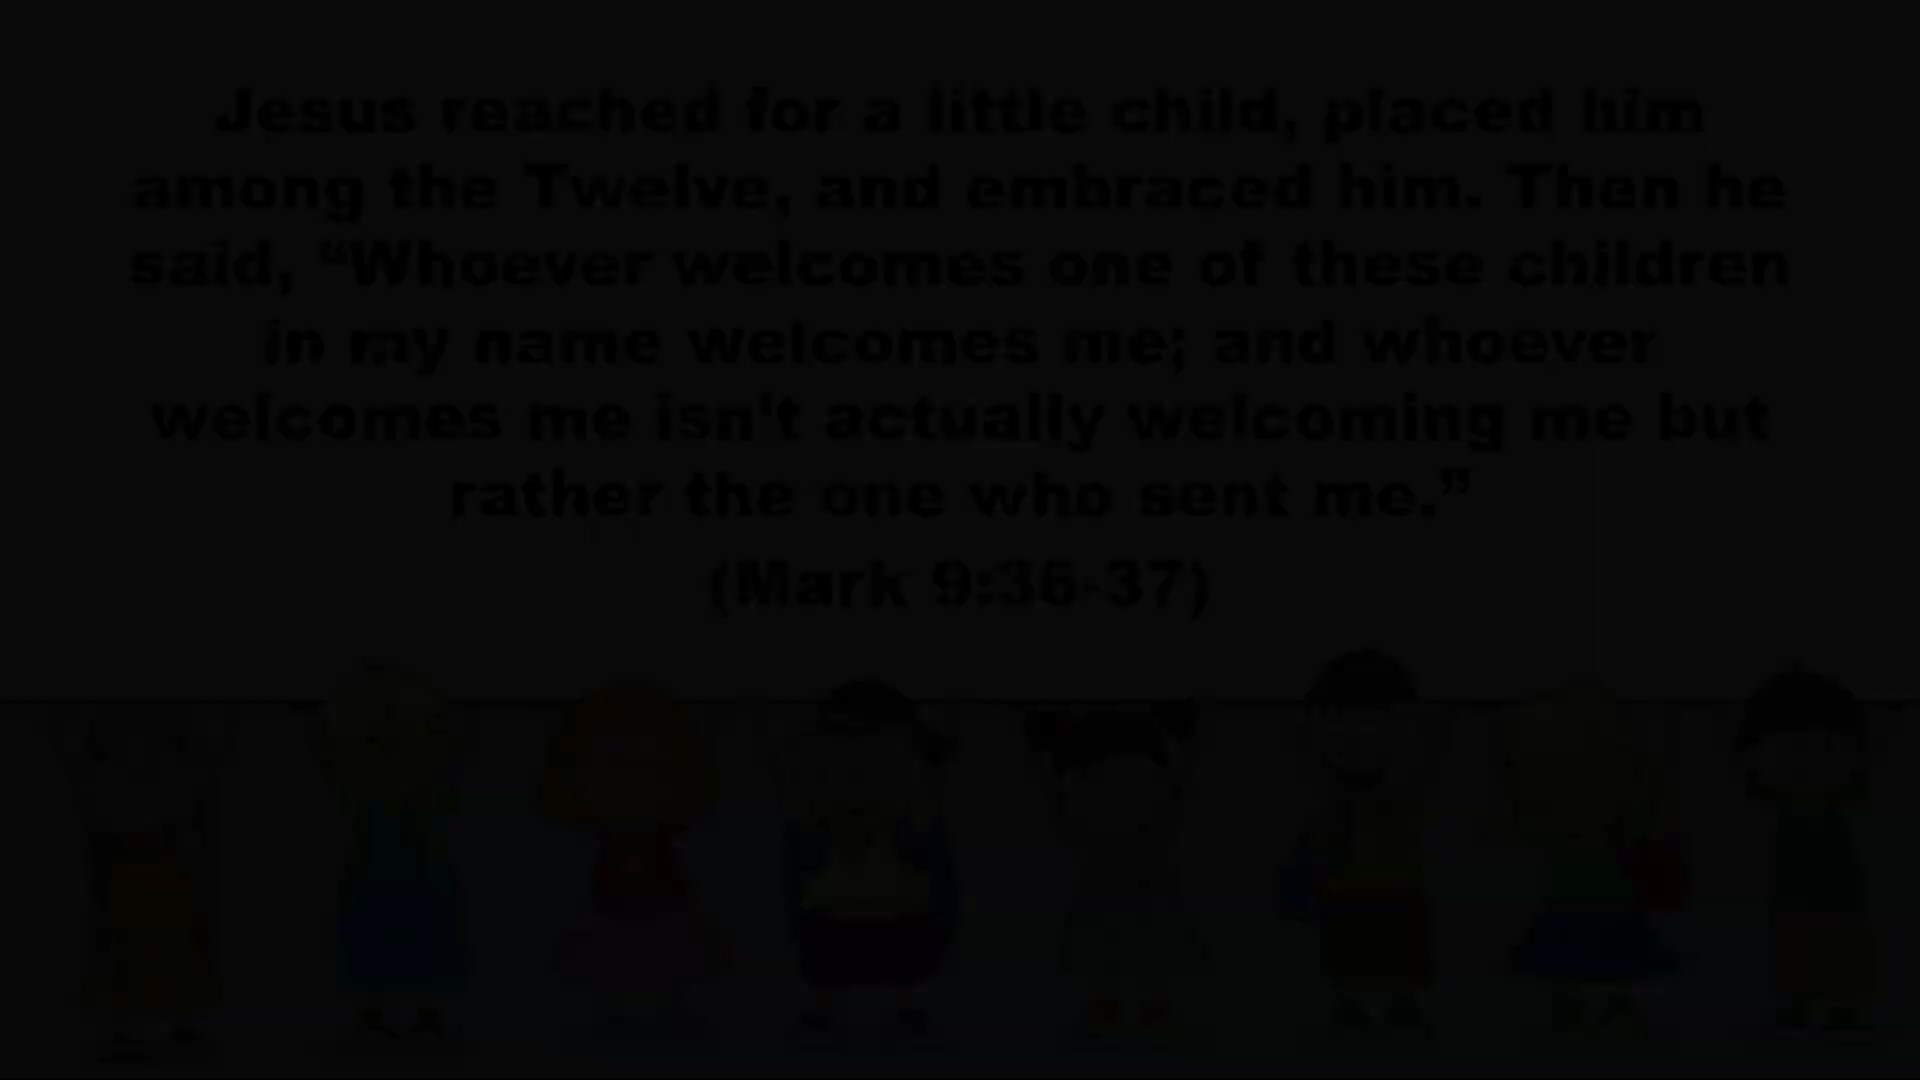 Jesus reached for a little child, placed him
among the Twelve, and embraced him. Then he
said, “Whoever welcomes one of these children
in my name welcomes me; and whoever
welcomes me isn't actually welcoming me but
rather the one who sent me.”
(Mark 9:36-37)